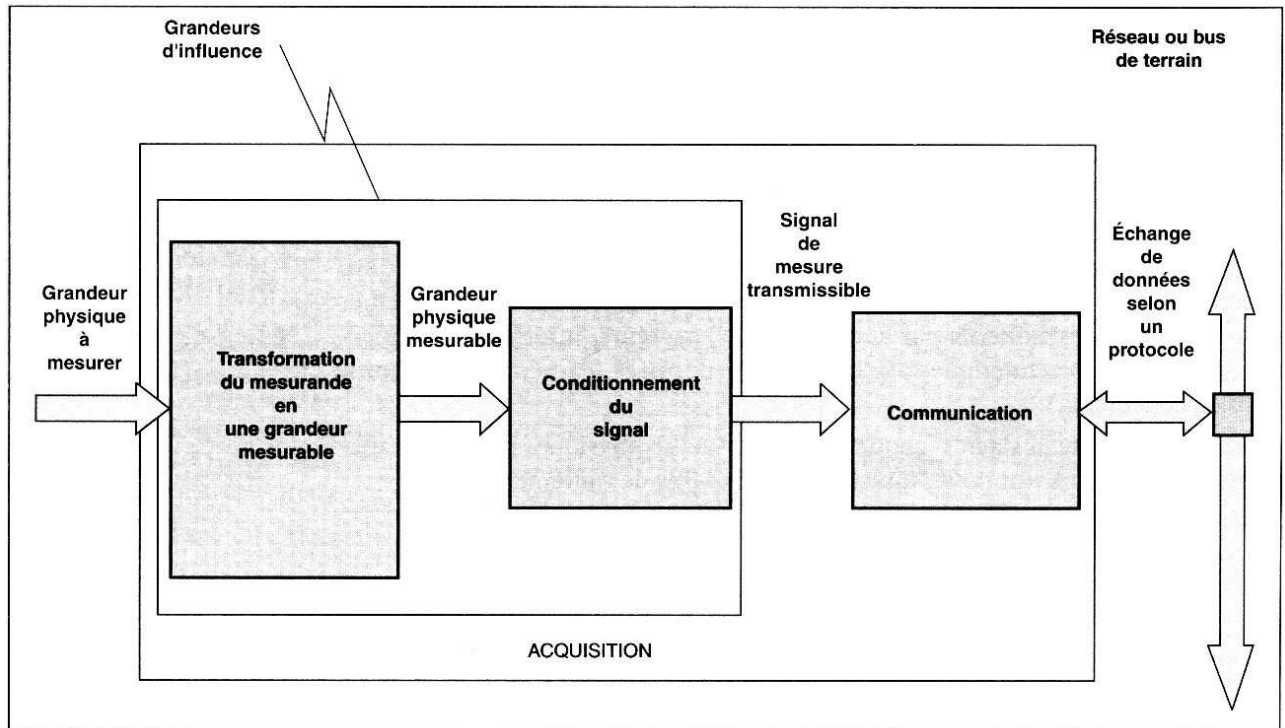 Grandeurs
d'influence
Réseau ou bus
de terrain
Grandeur
physique
à
mesurer
Transformation
du mesurande
en
une grandeur
mesurable
Grandeur
physique
mesurable
Conditionnement
du
signal
Signal
de
mesure
transmissible
Communication
Échange
de
données
selon
un
protocole
ACQUISITION